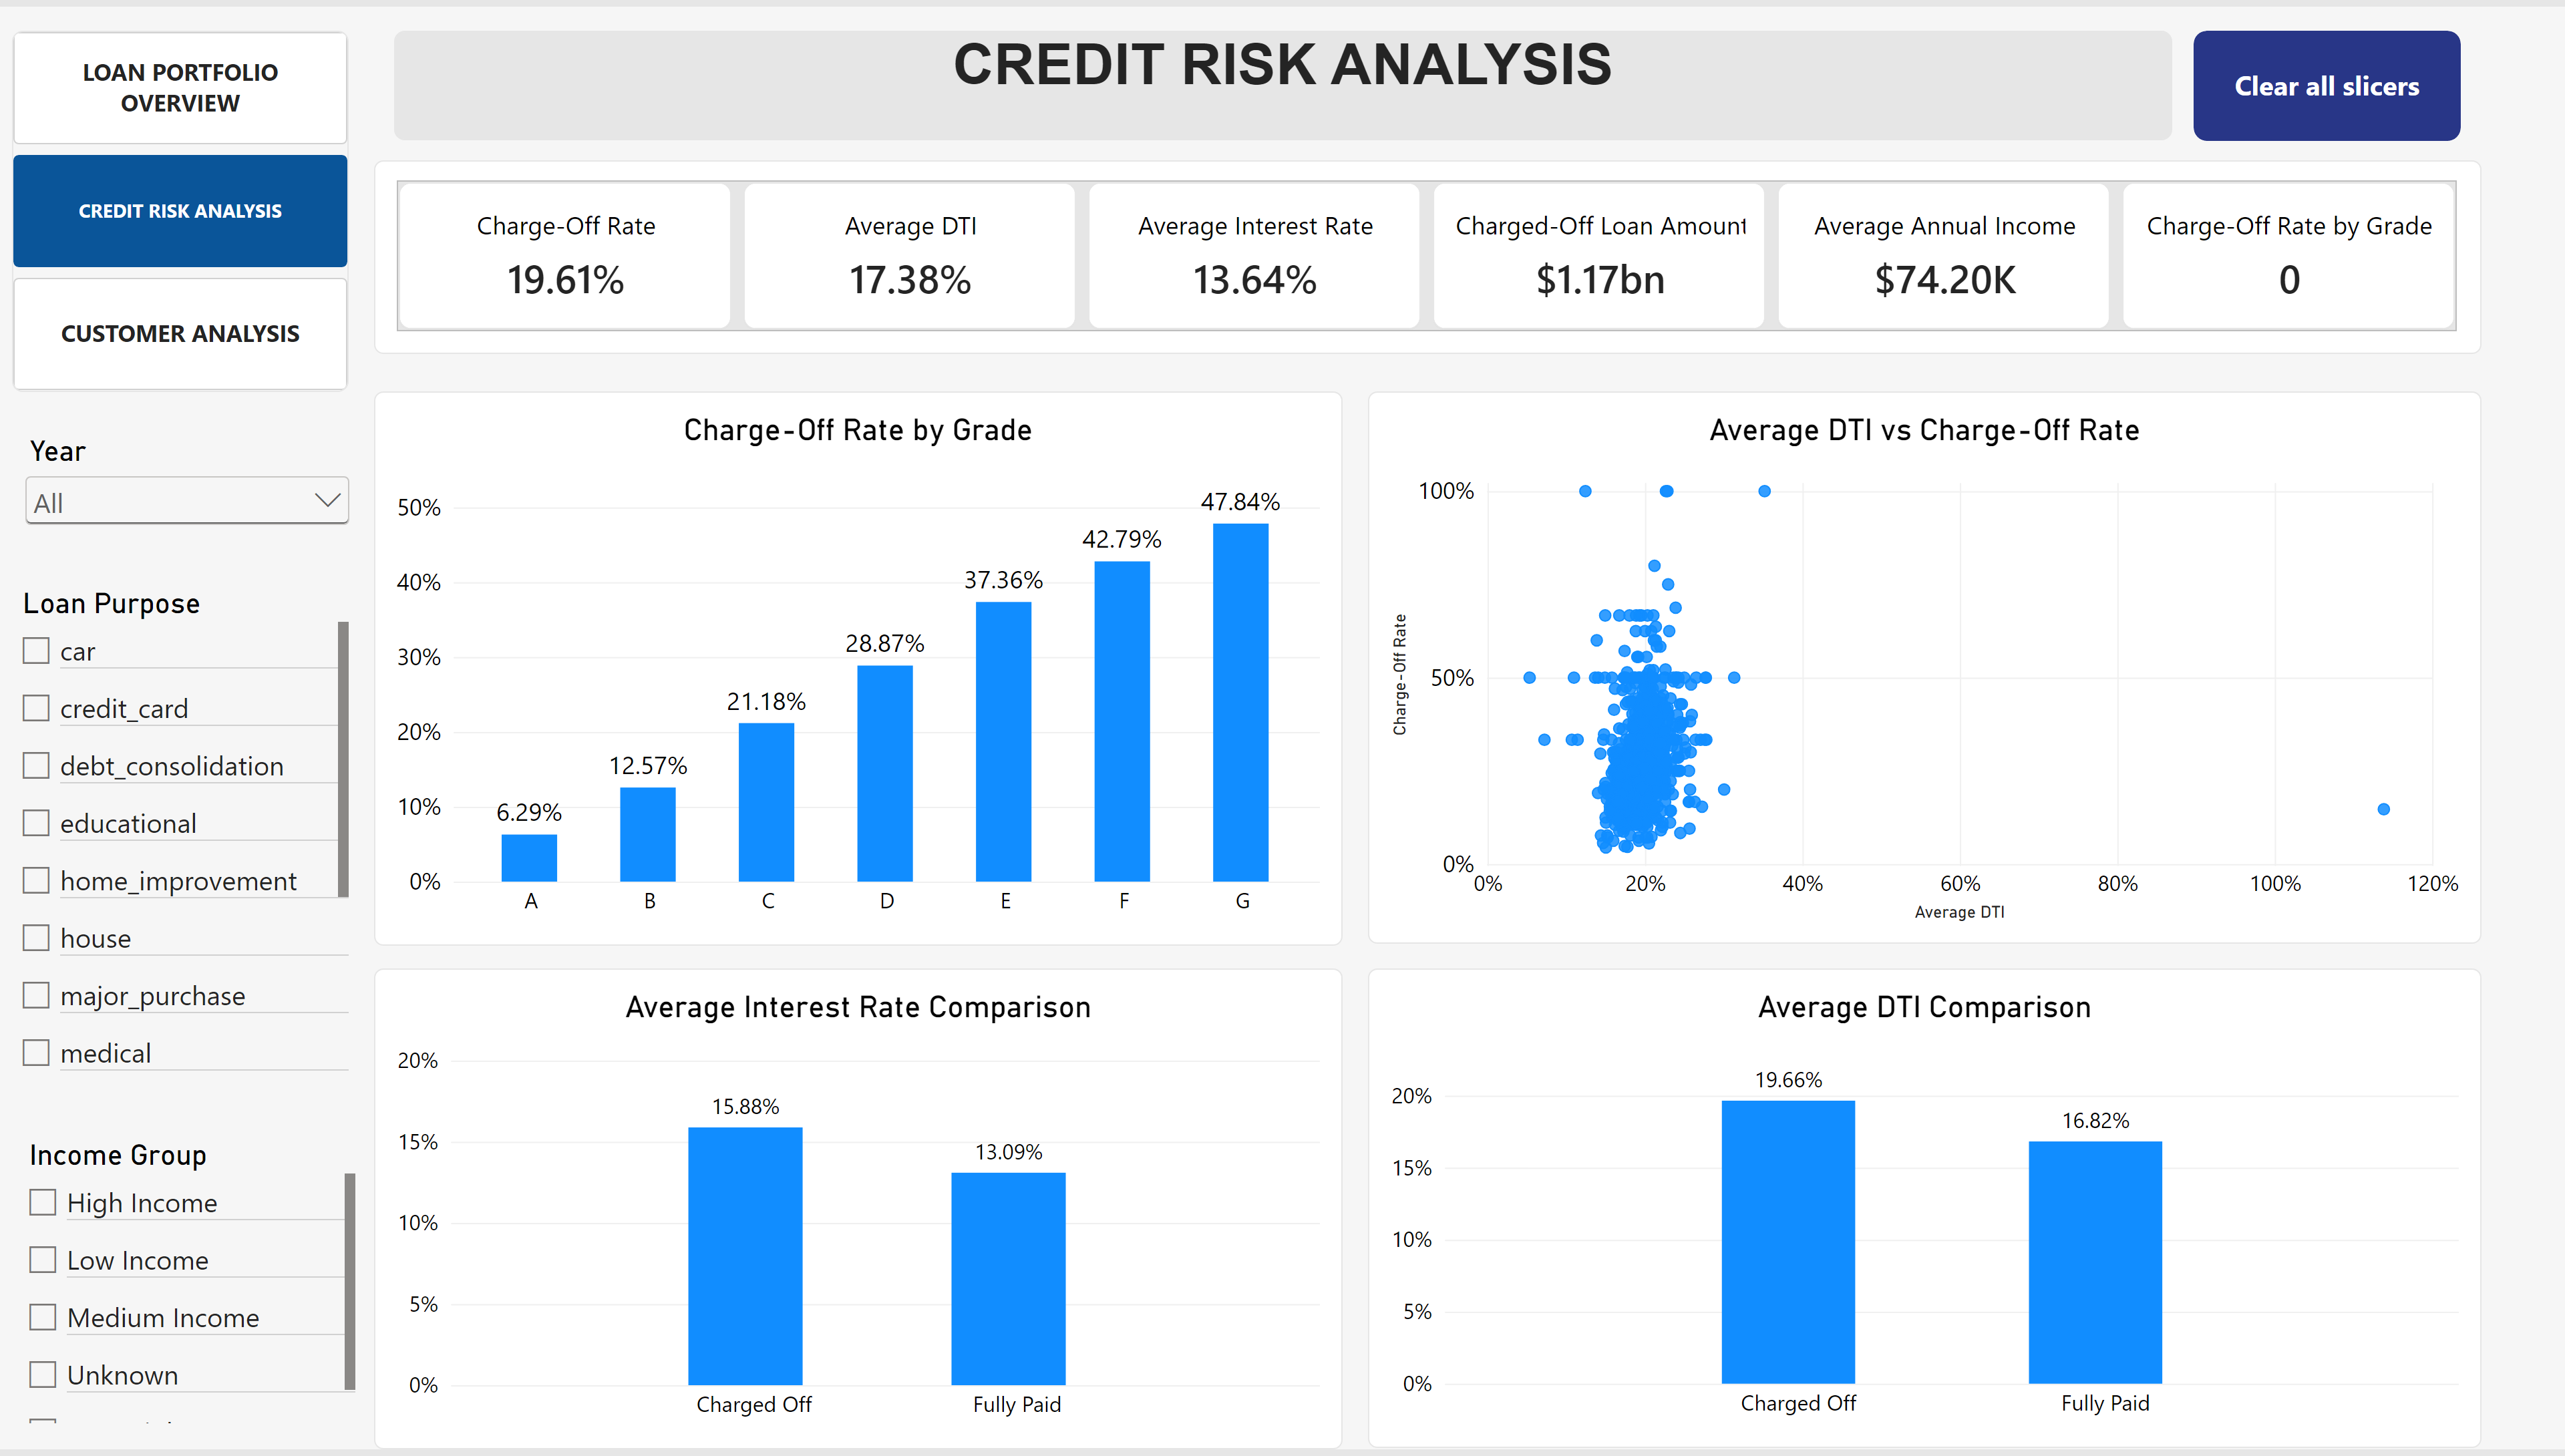 LOAN PORTFOLIO
OVERVIEW
CREDIT RISK ANALYSIS
CUSTOMER ANALYSIS
CREDIT RISK ANALYSIS
Clear all slicers
Charge-Off Rate
19.61%
Average DTI
17.38%
Average Interest Rate
13.64%
Charged-Off Loan Amount
$1.17bn
Average Annual Income
$74.20K
Charge-Off Rate by Grade
0
Year
All
Loan Purpose
car
credit_card
debt_consolidation
educational
home_improvement
house
major_purchase
medical
Income Group
High Income
Low Income
Medium Income
Unknown
Charge-Off Rate by Grade
50%
40%
30%
20%
10%
0%
6.29%
12.57%
21.18%
28.87%
37.36%
42.79%
47.84%
A B C D E F G
Average DTI vs Charge-Off Rate
Charge-Off Rate
100%
50%
0%
0% 20% 40% 60% 80% 100% 120%
Average DTI
Average Interest Rate Comparison
20%
15%
10%
5%
0%
15.88%
13.09%
Charged Off Fully Paid
Average DTI Comparison
20%
15%
10%
5%
0%
19.66%
16.82%
Charged Off Fully Paid